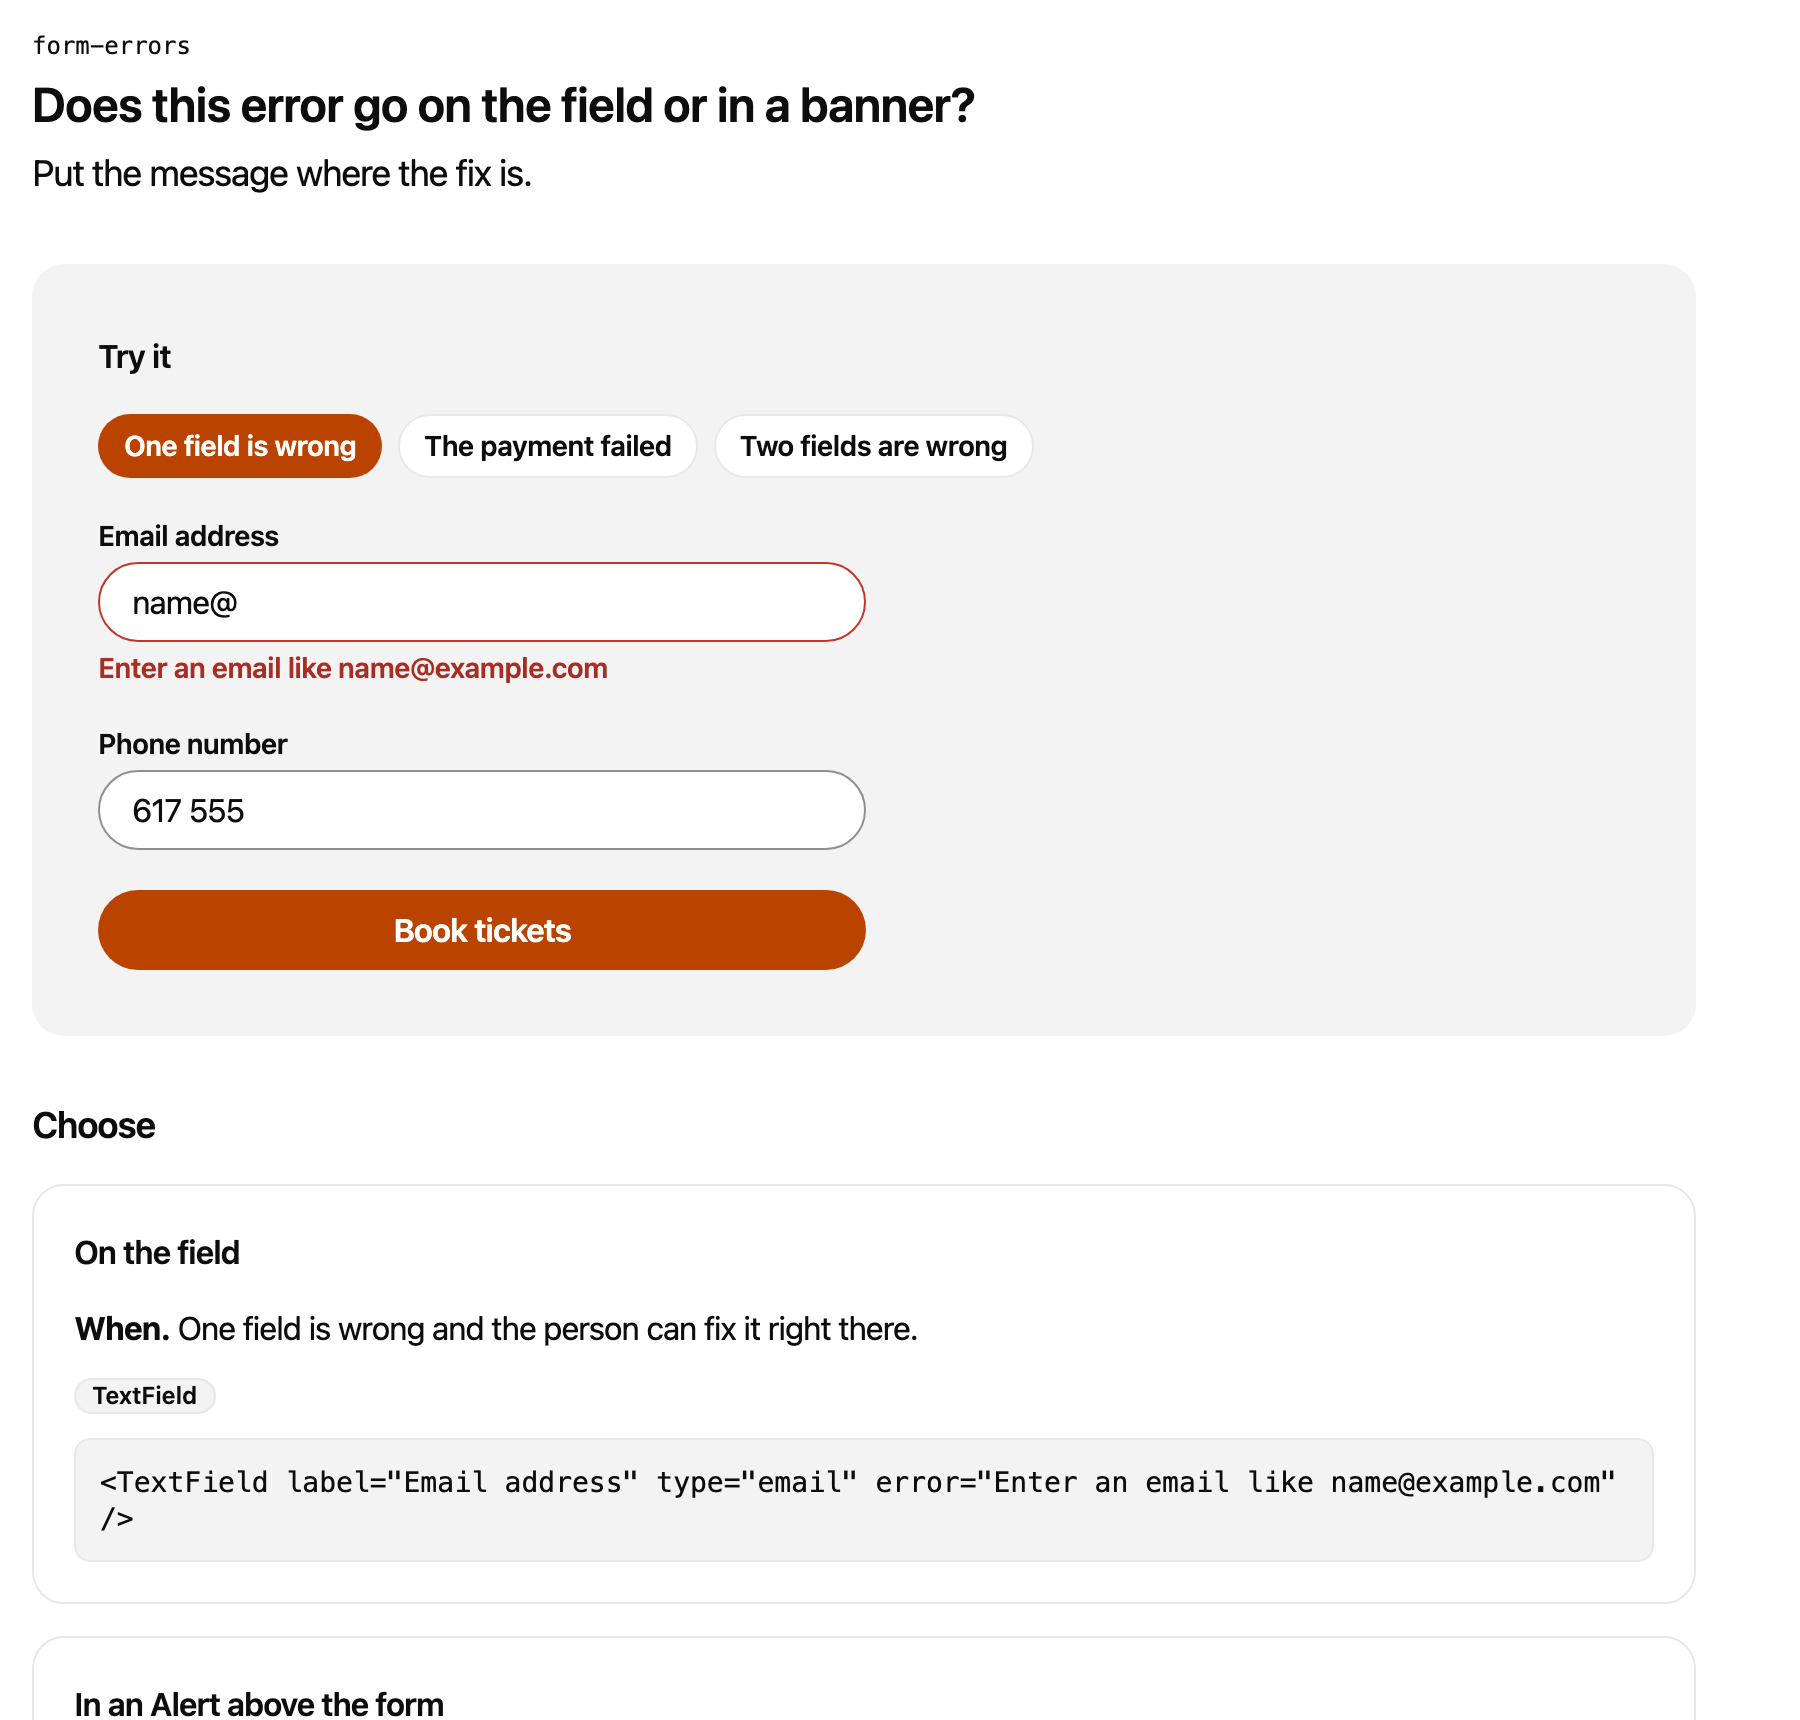 form-errors
Does this error go on the field or in a banner?
Put the message where the fix is.
Try it
One field is wrong
The payment failed
Two fields are wrong
Email address
name@
Enter an email like name@example.com
Phone number
617 555
Book tickets
Choose
On the field
When. One field is wrong and the person can fix it right there.
TextField
<TextField label="Email address" type="email" error="Enter an email like name@example.com"
/>
In an Alert above the form